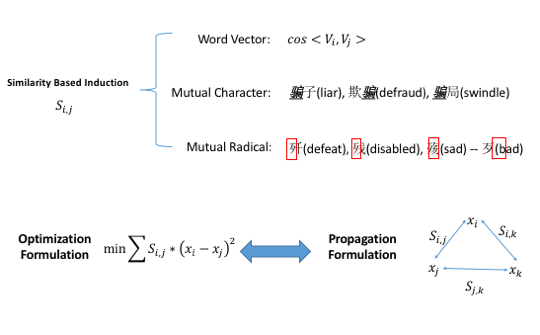 Word Vector: cos < V_i, V_j >
Similarity Based Induction
S_{i,j}
Mutual Character: 骗子(liar), 欺骗(defraud), 骗局(swindle)
Mutual Radical: 歼(defeat), 残(disabled), 殇(sad) -- 歹(bad)
Optimization Formulation
min ∑ S_{i,j} * (x_i − x_j)^2
Propagation Formulation
x_i
S_{i,j} S_{i,k}
x_j x_k
S_{j,k}